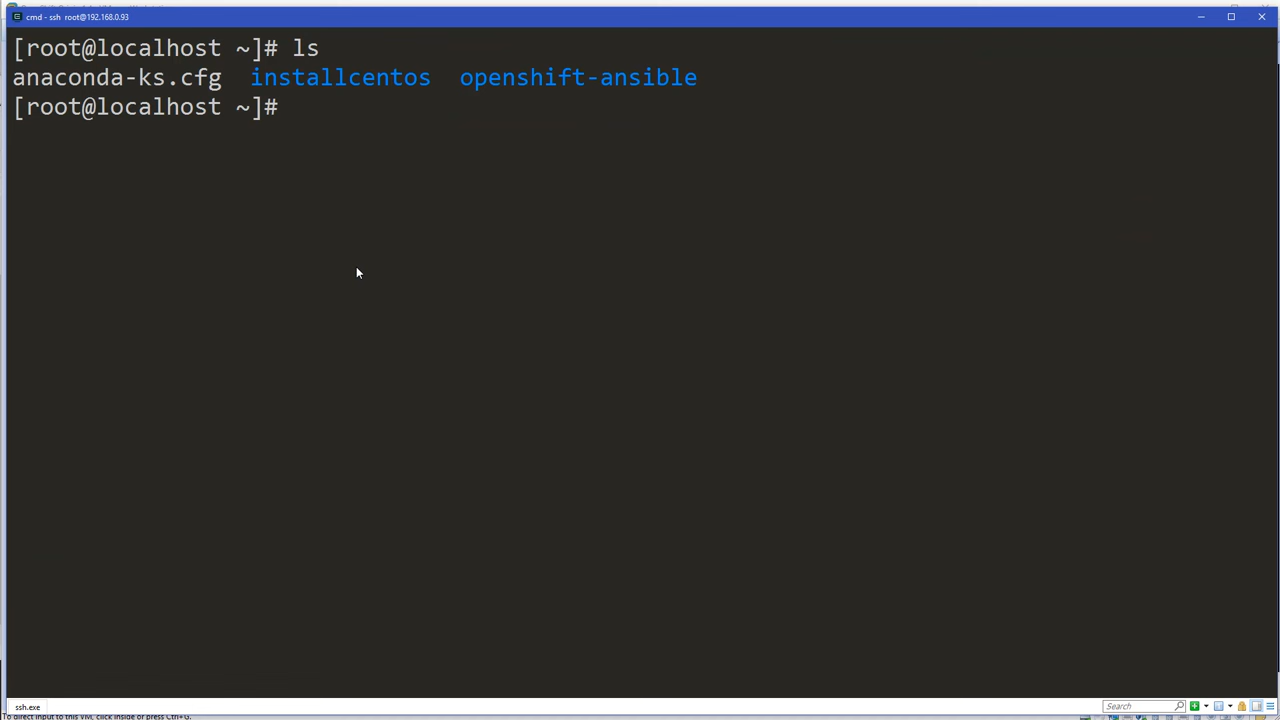 cmd - ssh root@192.168.0.93
[root@localhost ~]# ls
anaconda-ks.cfg  installcentos  openshift-ansible
[root@localhost ~]#
ssh.exe
Search
To direct input to this VM, click inside or press Ctrl+G.